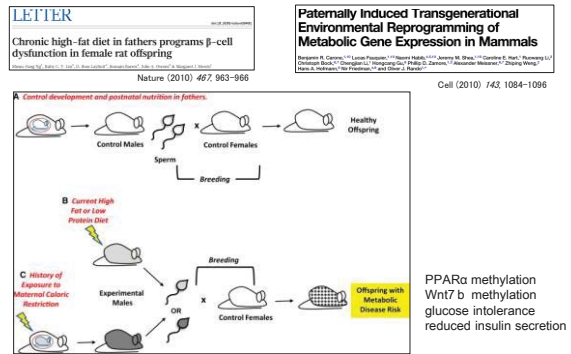 LETTER
Chronic high-fat diet in fathers programs β-cell
dysfunction in female rat offspring
Nature (2010) 467, 963–966
Paternally Induced Transgenerational
Environmental Reprogramming of
Metabolic Gene Expression in Mammals
Cell (2010) 143, 1084–1096
A Control development and postnatal nutrition in fathers.
Control Males
x
Control Females
Healthy
Offspring
Sperm
Breeding
B Current High
Fat or Low
Protein Diet
C History of
Exposure to
Maternal Caloric
Restriction
Experimental
Males
OR
Breeding
x
Control Females
Offspring with
Metabolic
Disease Risk
PPARα methylation
Wnt7 b methylation
glucose intolerance
reduced insulin secretion